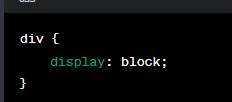 div {
    display: block;
}